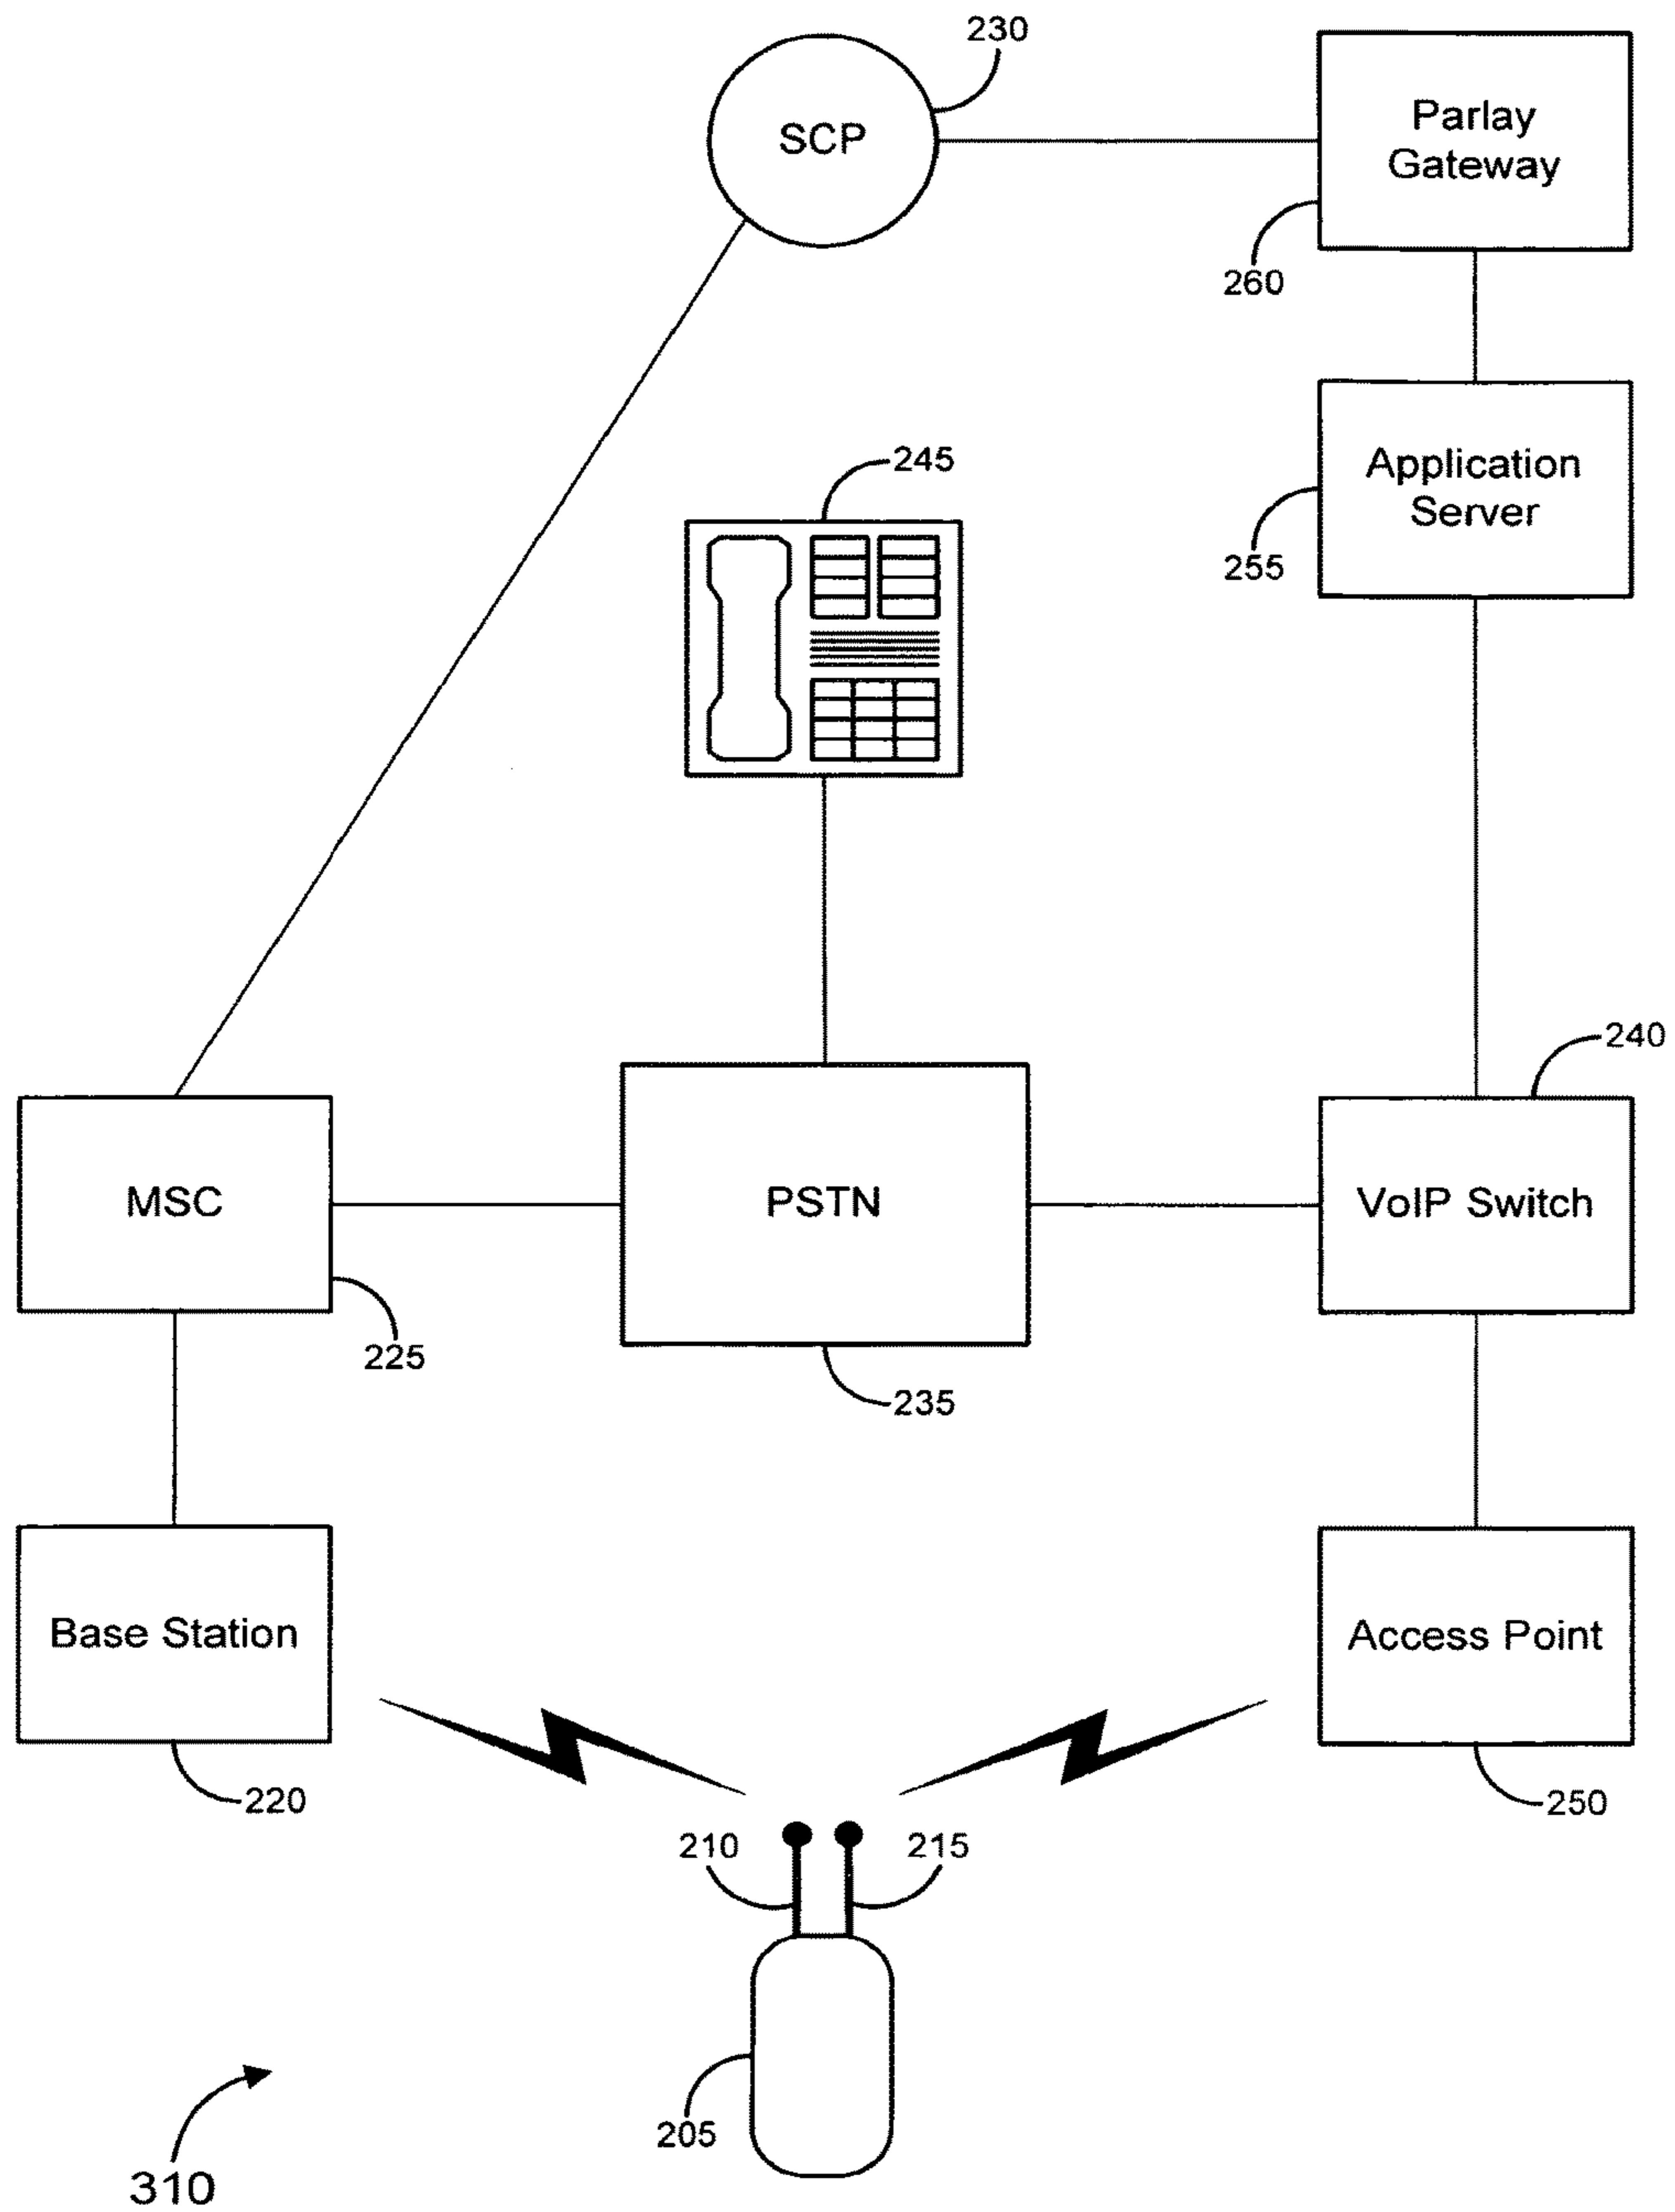 230
SCP
Parlay
Gateway
260
245
Application
Server
255
240
MSC
PSTN
VoIP Switch
225
235
Base Station
Access Point
220
250
210
215
205
310